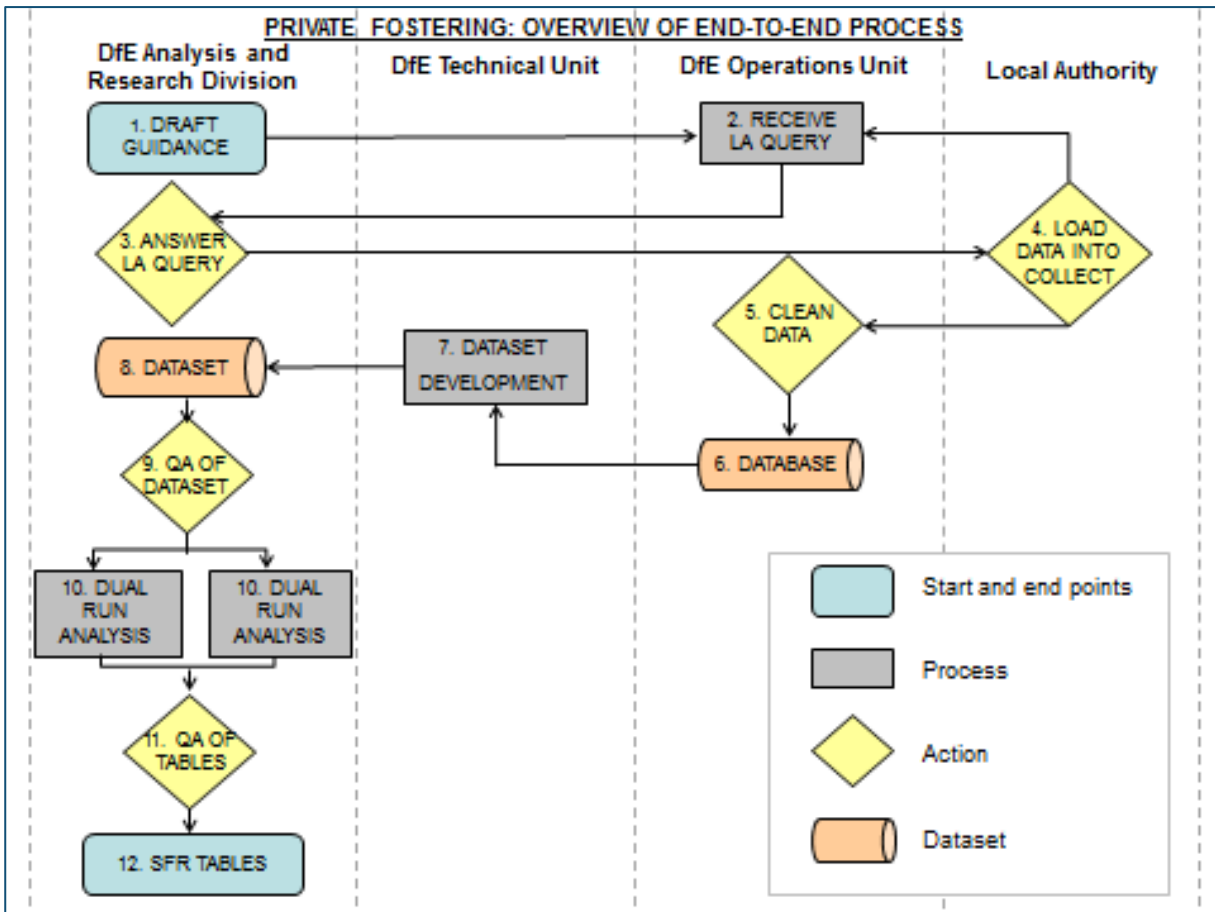 PRIVATE FOSTERING: OVERVIEW OF END-TO-END PROCESS
DfE Analysis and
Research Division
DfE Technical Unit
DfE Operations Unit
Local Authority
1. DRAFT
GUIDANCE
2. RECEIVE
LA QUERY
3. ANSWER
LA QUERY
4. LOAD
DATA INTO
COLLECT
5. CLEAN
DATA
6. DATABASE
7. DATASET
DEVELOPMENT
8. DATASET
9. QA OF
DATASET
10. DUAL
RUN
ANALYSIS
10. DUAL
RUN
ANALYSIS
11. QA OF
TABLES
12. SFR TABLES
Start and end points
Process
Action
Dataset